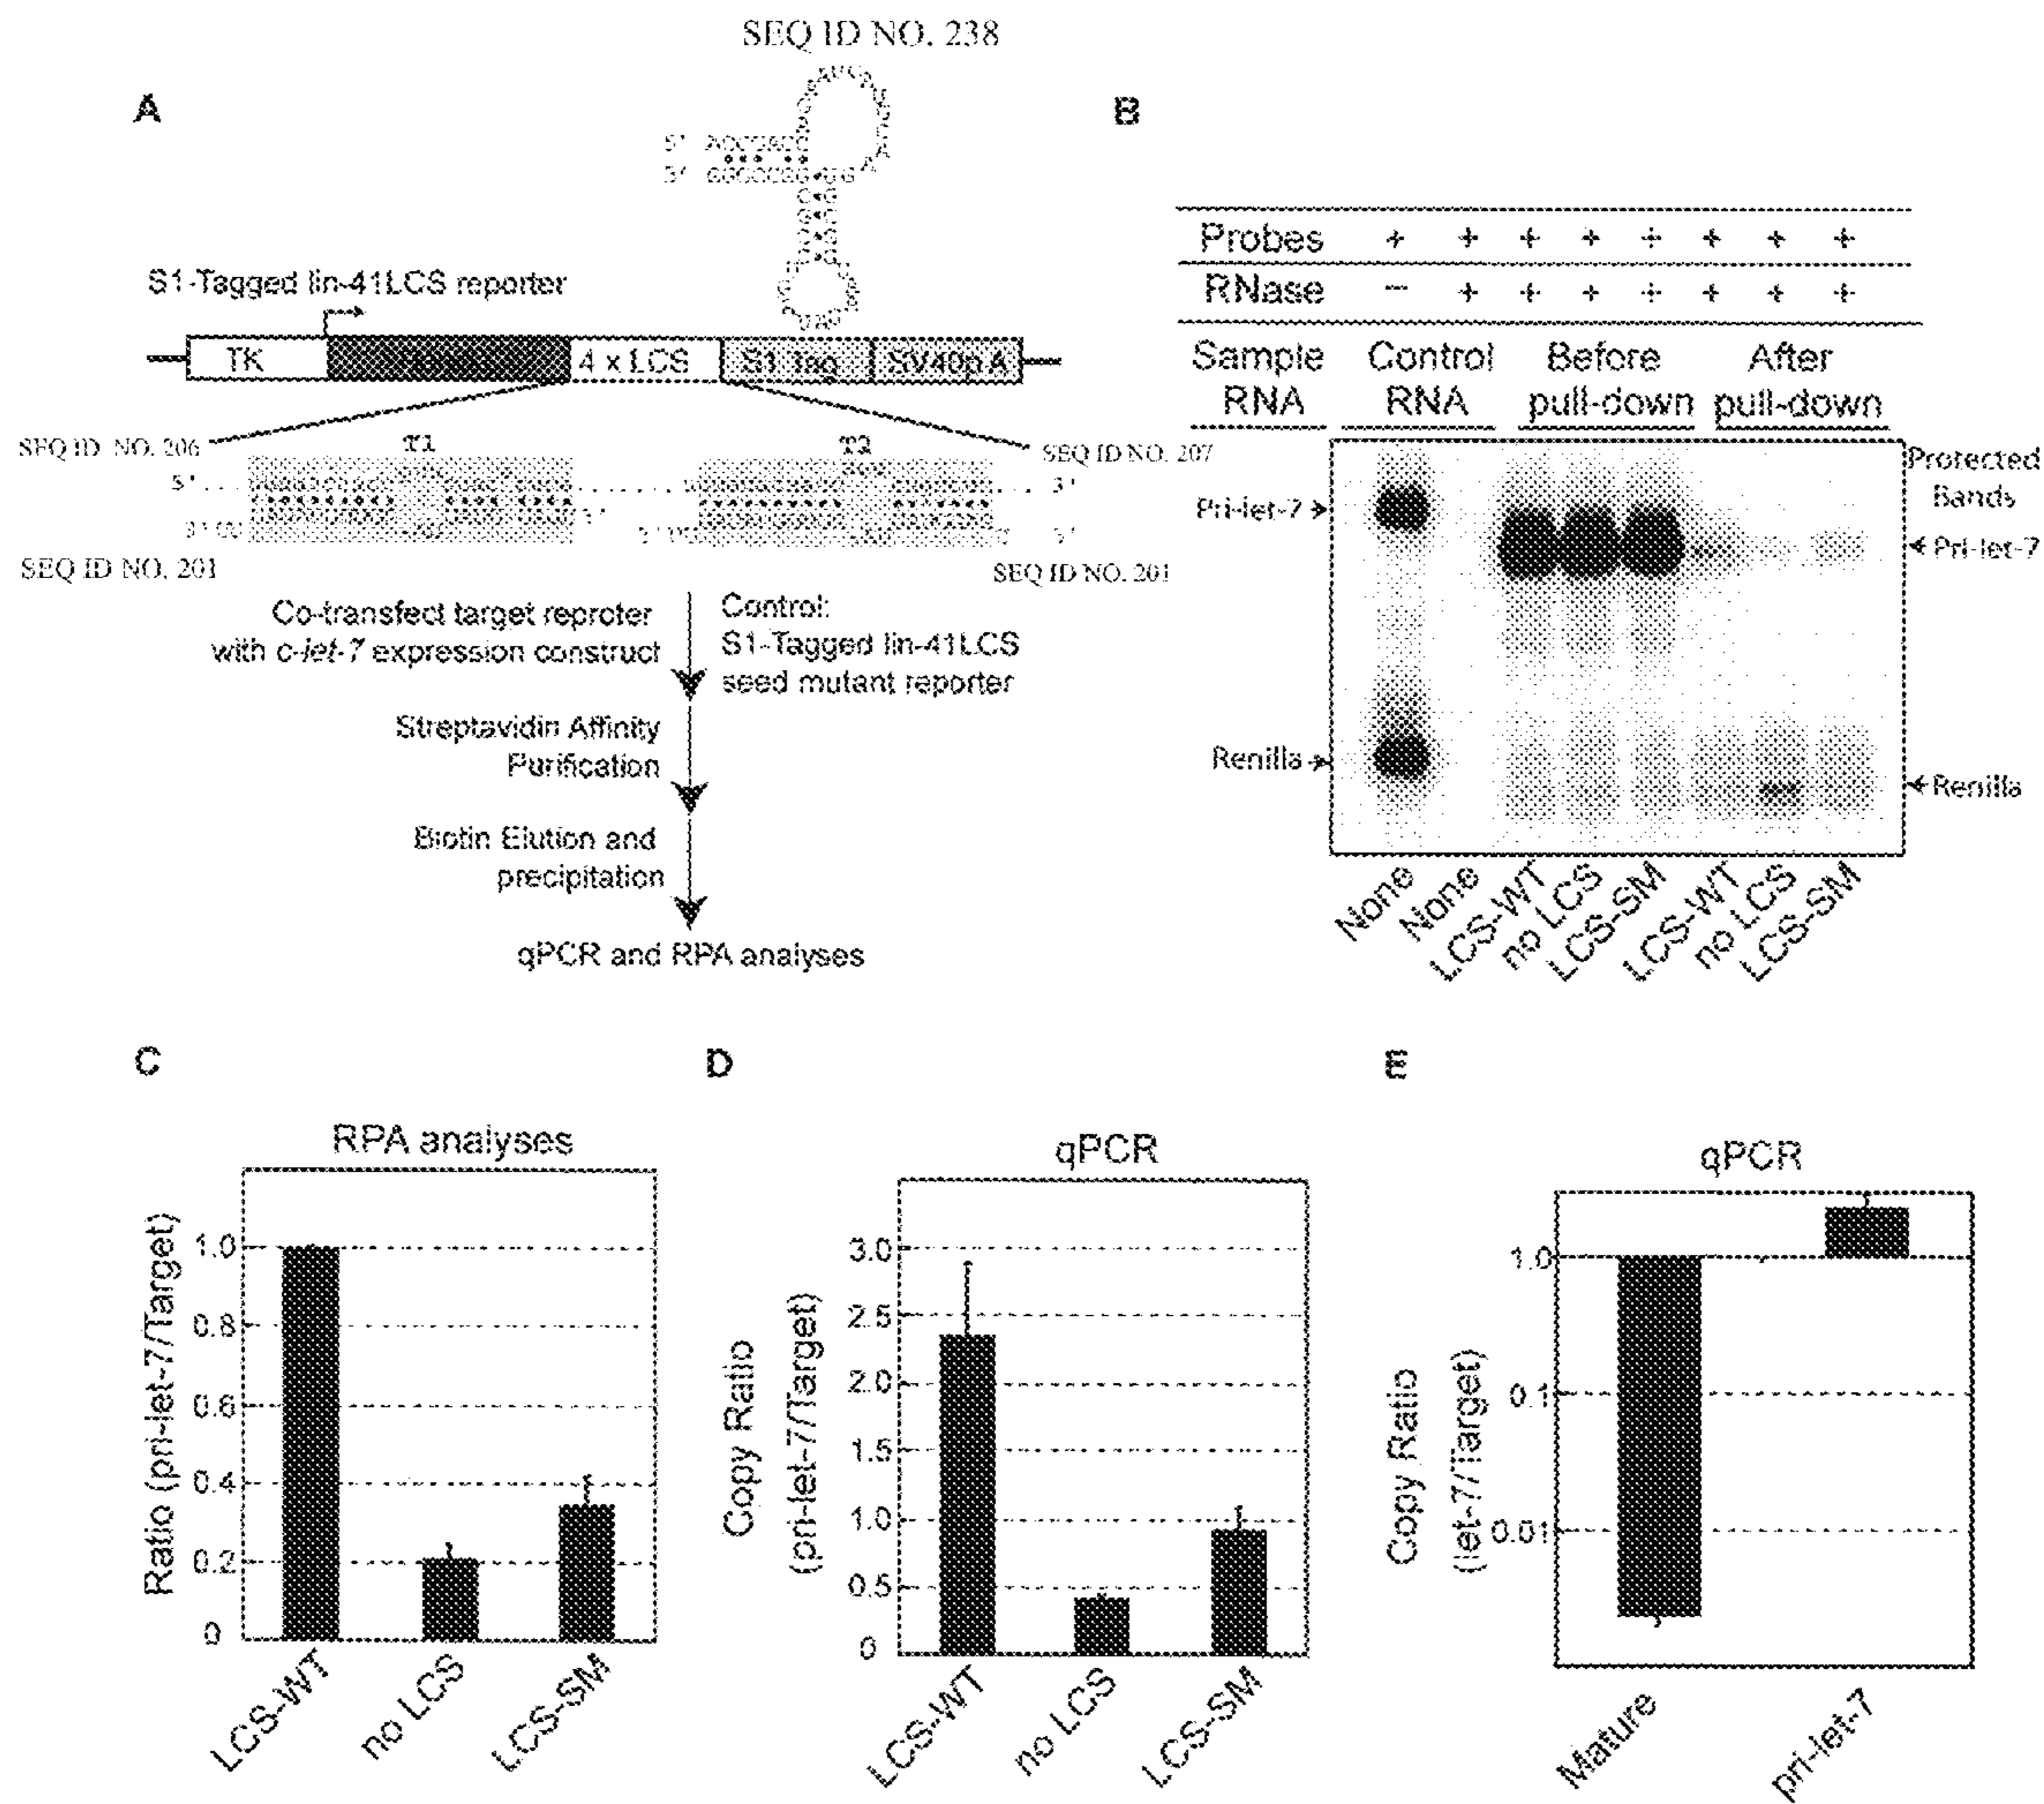 SEQ ID NO. 238
A
S1-Tagged lin-41LCS reporter
TK
4 x LCS
S1 Tag
SV40p A
SEQ ID NO. 206
T1
T2
SEQ ID NO. 207
SEQ ID NO. 201
SEQ ID NO. 201
Co-transfect target reproter
with c-let-7 expression construct
Control:
S1-Tagged lin-41LCS
seed mutant reporter
Streptavidin Affinity
Purification
Biotin Elution and
precipitation
qPCR and RPA analyses
B
Probes + + + + + + + +
RNase − + + + + + + +
Sample RNA
Control RNA
Before pull-down
After pull-down
Protected Bands
Pri-let-7
Pri-let-7
Renilla
Renilla
None
None
LCS-WT
no LCS
LCS-SM
LCS-WT
no LCS
LCS-SM
C
RPA analyses
Ratio (pri-let-7/Target)
1.0
0.8
0.6
0.4
0.2
0
LCS-WT
no LCS
LCS-SM
D
qPCR
Copy Ratio
(pri-let-7/Target)
3.0
2.5
2.0
1.5
1.0
0.5
0
LCS-WT
no LCS
LCS-SM
E
qPCR
Copy Ratio
(let-7/Target)
1.0
0.1
0.01
Mature
pri-let-7